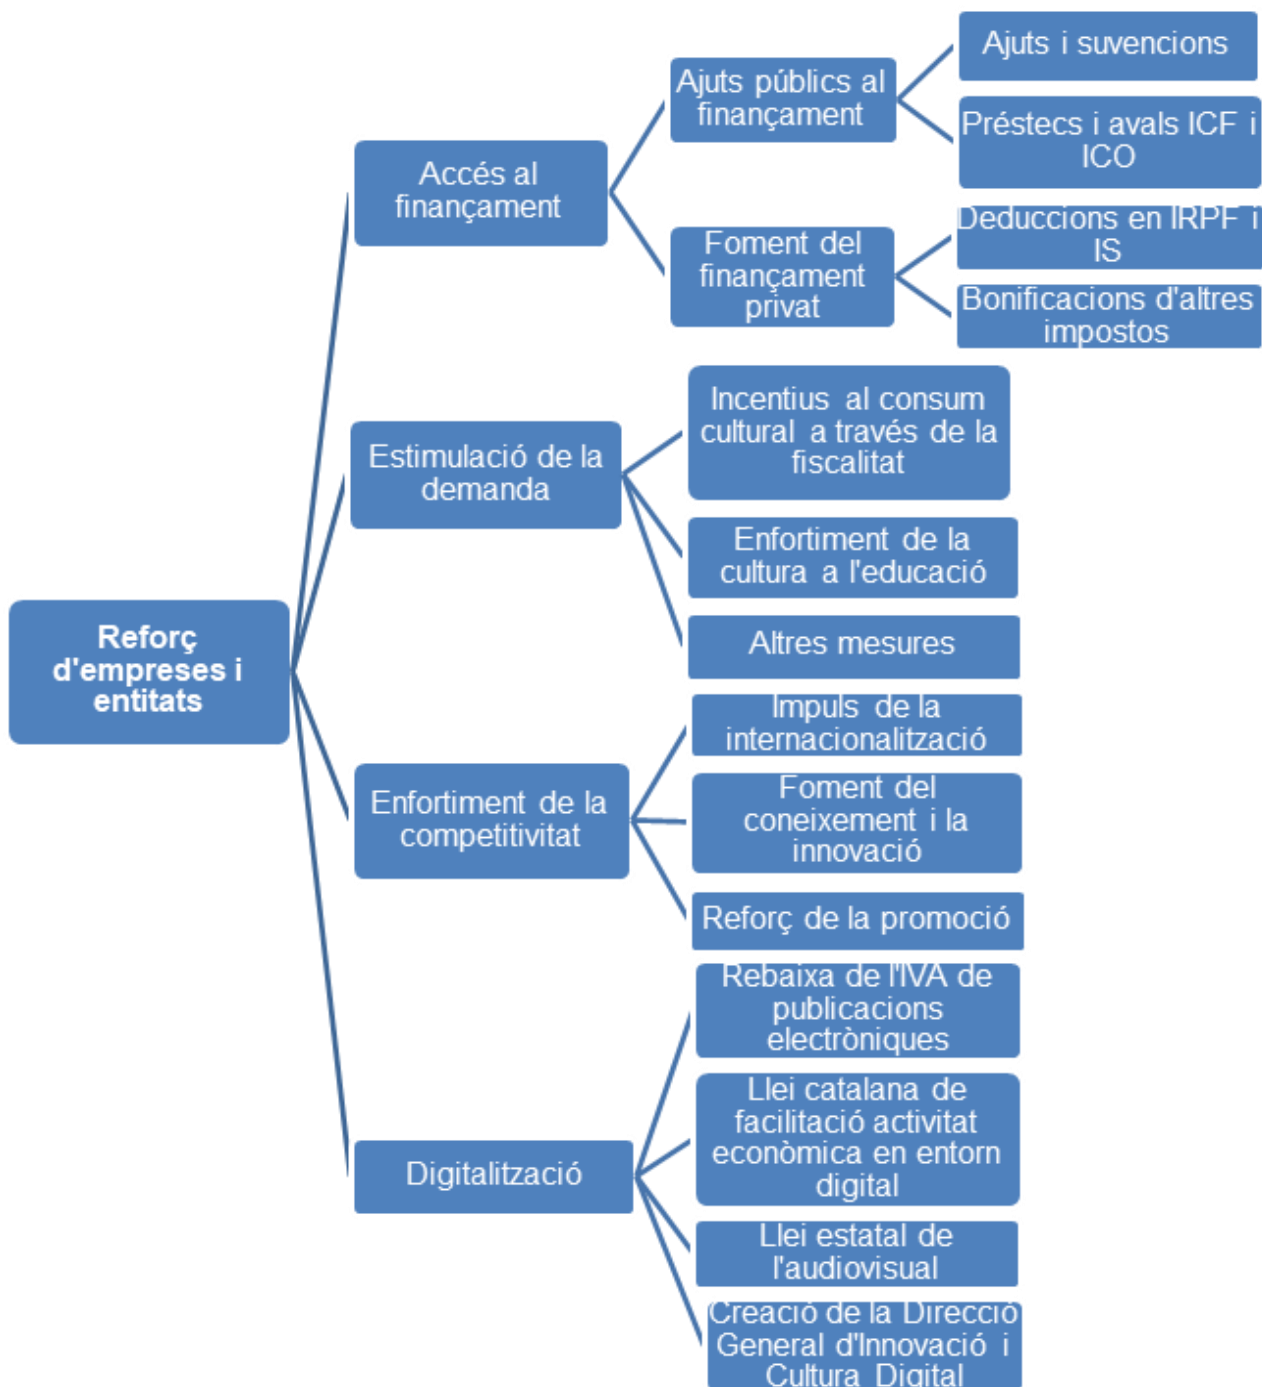 Ajuts i suvencions
Ajuts públics al
finançament
Préstecs i avals ICF i
ICO
Accés al
finançament
Deduccions en IRPF i
IS
Foment del
finançament
privat
Bonificacions d'altres
impostos
Incentius al consum
cultural a través de la
fiscalitat
Estimulació de la
demanda
Enfortiment de la
cultura a l'educació
Altres mesures
Reforç
d'empreses i
entitats
Impuls de la
internacionalització
Enfortiment de la
competitivitat
Foment del
coneixement i la
innovació
Reforç de la promoció
Rebaixa de l'IVA de
publicacions
electròniques
Llei catalana de
facilitació activitat
econòmica en entorn
digital
Digitalització
Llei estatal de
l'audiovisual
Creació de la Direcció
General d'Innovació i
Cultura Digital